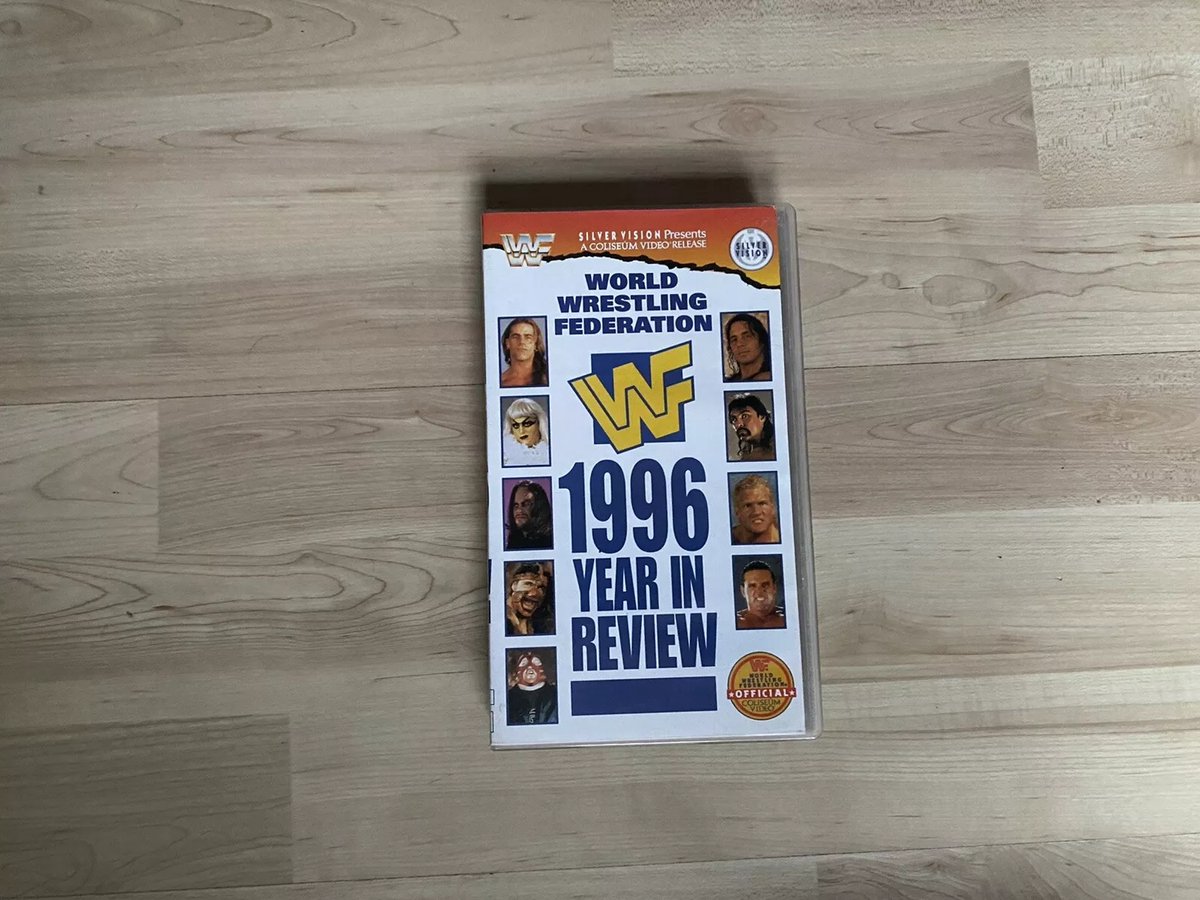 WF
SILVER VISION Presents
A COLISEUM VIDEO RELEASE
SILVER
VISION
WORLD
WRESTLING
FEDERATION
WF
1996
YEAR IN
REVIEW
WF
WORLD
WRESTLING
FEDERATION
★OFFICIAL★
COLISEUM
VIDEO